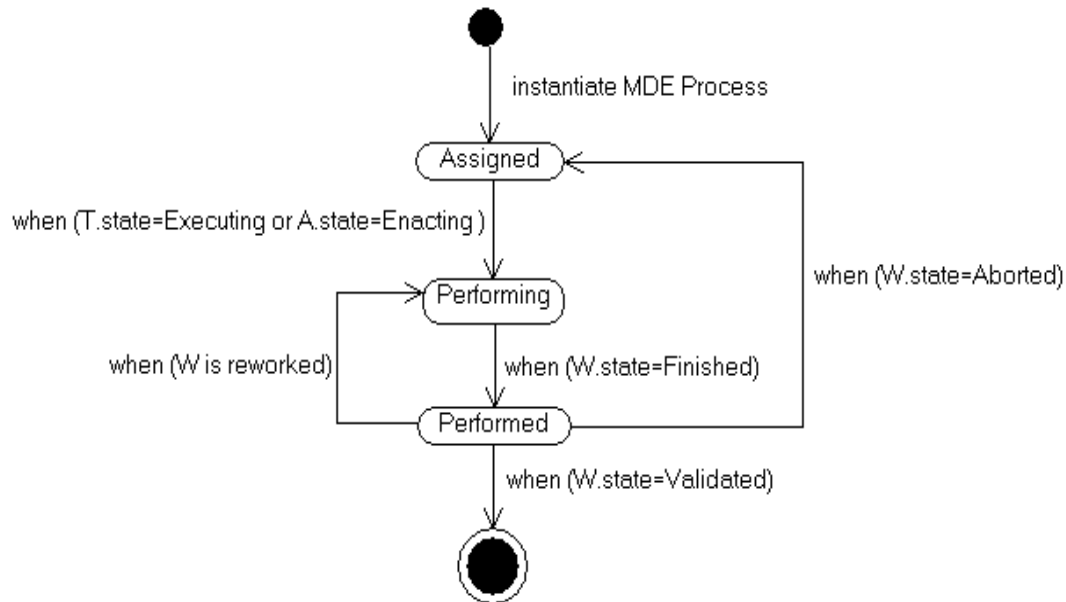 instantiate MDE Process
Assigned
when (T.state=Executing or A.state=Enacting )
when (W.state=Aborted)
Performing
when (W is reworked)
when (W.state=Finished)
Performed
when (W.state=Validated)